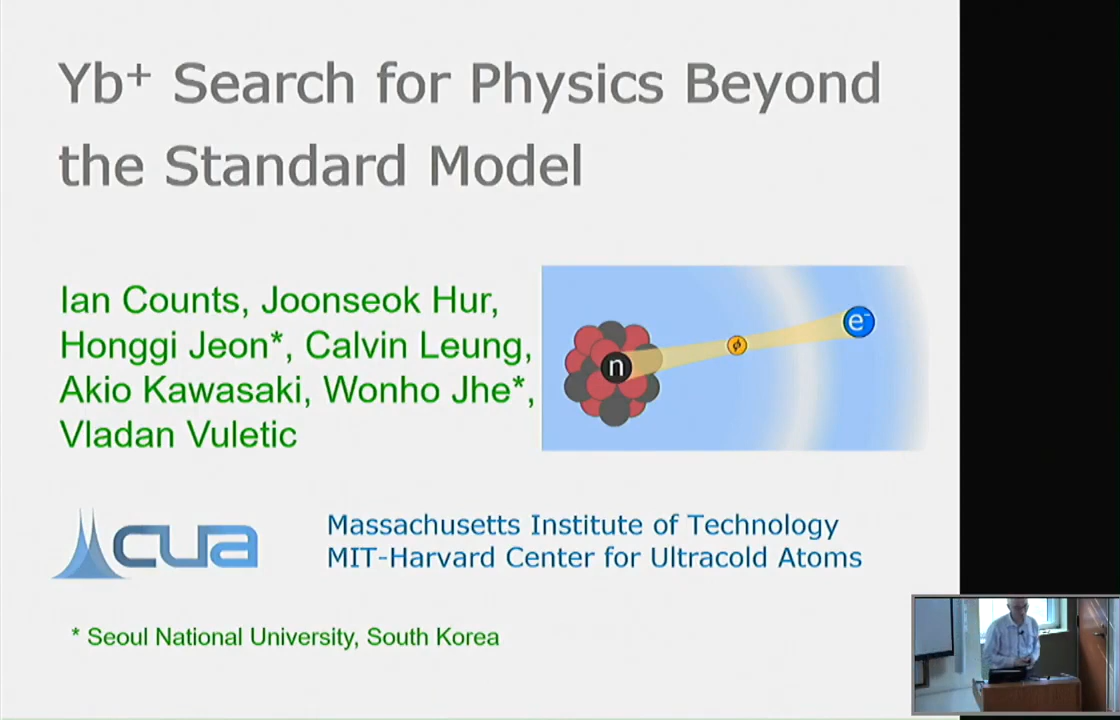 Yb⁺ Search for Physics Beyond
the Standard Model
Ian Counts, Joonseok Hur,
Honggi Jeon*, Calvin Leung,
Akio Kawasaki, Wonho Jhe*,
Vladan Vuletic
n
ϕ
e⁻
CUA
Massachusetts Institute of Technology
MIT-Harvard Center for Ultracold Atoms
* Seoul National University, South Korea